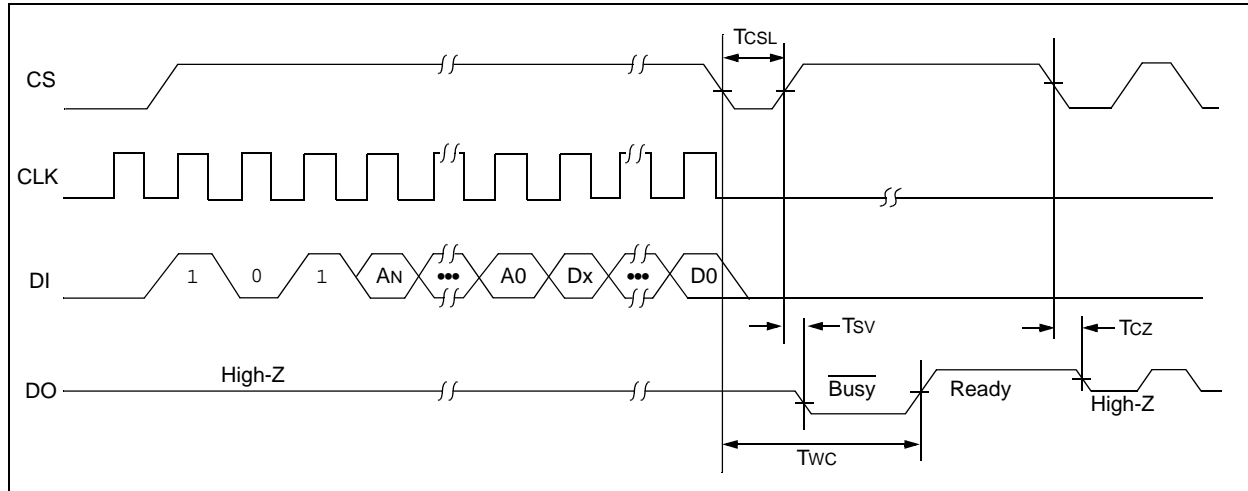 TCSL
CS
CLK
DI 1 0 1 AN ••• A0 Dx ••• D0
TSV TCZ
DO High-Z Busy Ready High-Z
TWC